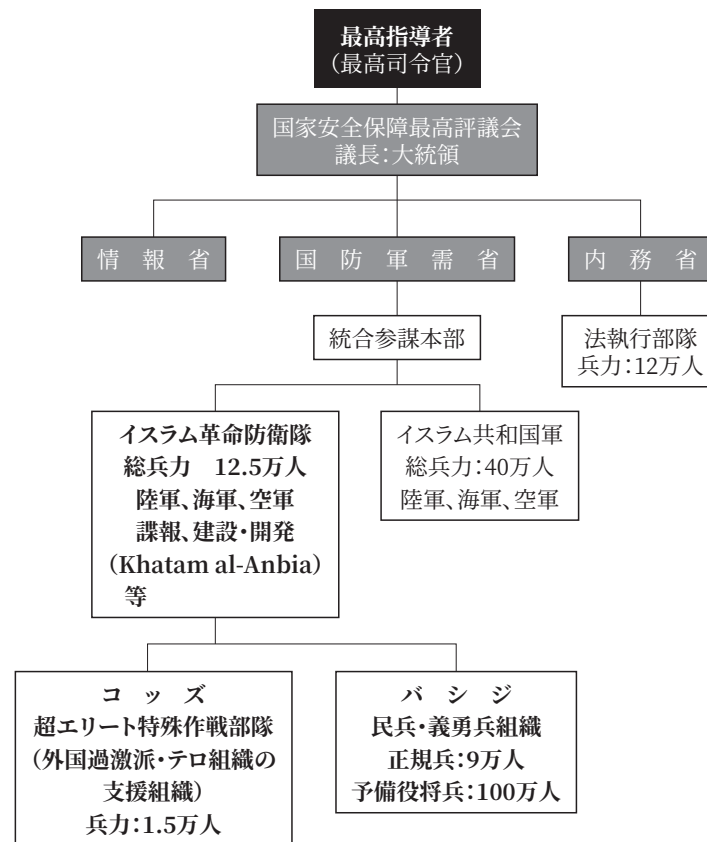 最高指導者
（最高司令官）
国家安全保障最高評議会
議長：大統領
情報省
国防軍需省
内務省
統合参謀本部
法執行部隊
兵力：12万人
イスラム革命防衛隊
総兵力　12.5万人
陸軍、海軍、空軍
諜報、建設・開発
（Khatam al-Anbia）
等
イスラム共和国軍
総兵力：40万人
陸軍、海軍、空軍
コッズ
超エリート特殊作戦部隊
（外国過激派・テロ組織の
支援組織）
兵力：1.5万人
バシジ
民兵・義勇兵組織
正規兵：9万人
予備役将兵：100万人